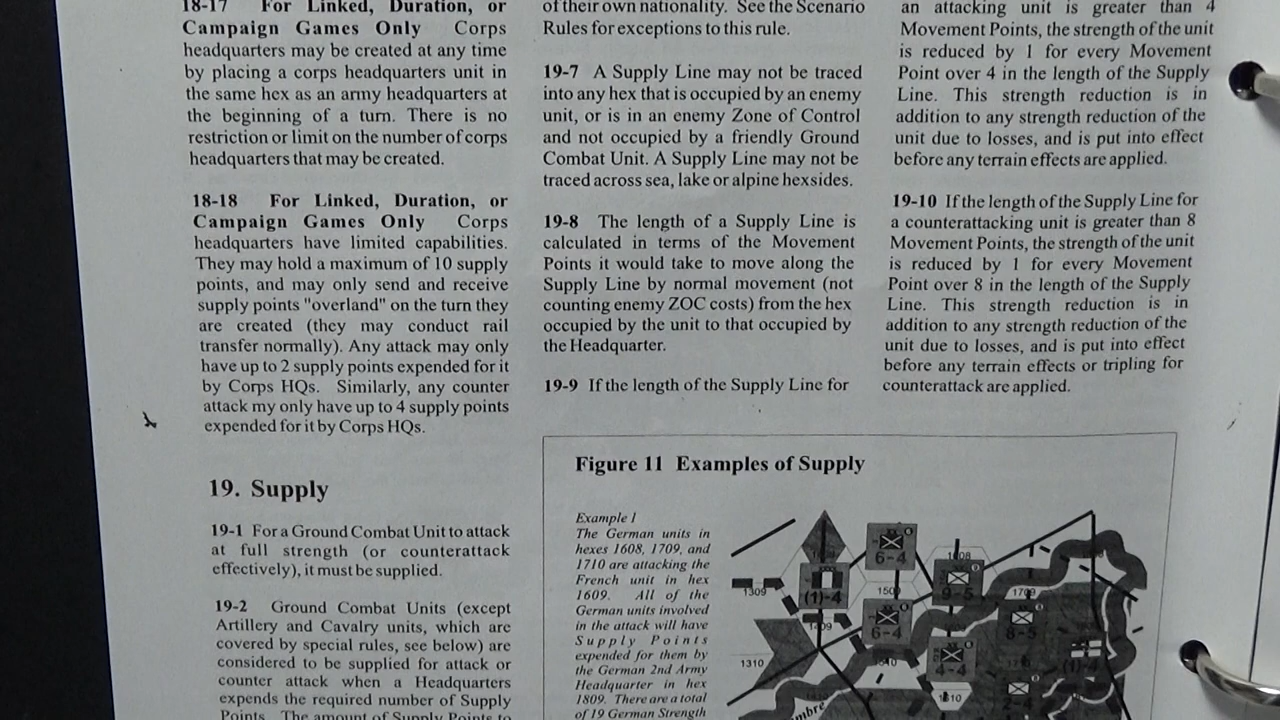 18-17 For Linked, Duration, or
Campaign Games Only Corps
headquarters may be created at any time
by placing a corps headquarters unit in
the same hex as an army headquarters at
the beginning of a turn. There is no
restriction or limit on the number of corps
headquarters that may be created.
18-18 For Linked, Duration, or
Campaign Games Only Corps
headquarters have limited capabilities.
They may hold a maximum of 10 supply
points, and may only send and receive
supply points "overland" on the turn they
are created (they may conduct rail
transfer normally). Any attack may only
have up to 2 supply points expended for it
by Corps HQs. Similarly, any counter
attack my only have up to 4 supply points
expended for it by Corps HQs.
19. Supply
19-1 For a Ground Combat Unit to attack
at full strength (or counterattack
effectively), it must be supplied.
19-2 Ground Combat Units (except
Artillery and Cavalry units, which are
covered by special rules, see below) are
considered to be supplied for attack or
counter attack when a Headquarters
expends the required number of Supply
Points. The amount of Supply Points to
of their own nationality. See the Scenario
Rules for exceptions to this rule.
19-7 A Supply Line may not be traced
into any hex that is occupied by an enemy
unit, or is in an enemy Zone of Control
and not occupied by a friendly Ground
Combat Unit. A Supply Line may not be
traced across sea, lake or alpine hexsides.
19-8 The length of a Supply Line is
calculated in terms of the Movement
Points it would take to move along the
Supply Line by normal movement (not
counting enemy ZOC costs) from the hex
occupied by the unit to that occupied by
the Headquarter.
19-9 If the length of the Supply Line for
an attacking unit is greater than 4
Movement Points, the strength of the unit
is reduced by 1 for every Movement
Point over 4 in the length of the Supply
Line. This strength reduction is in
addition to any strength reduction of the
unit due to losses, and is put into effect
before any terrain effects are applied.
19-10 If the length of the Supply Line for
a counterattacking unit is greater than 8
Movement Points, the strength of the unit
is reduced by 1 for every Movement
Point over 8 in the length of the Supply
Line. This strength reduction is in
addition to any strength reduction of the
unit due to losses, and is put into effect
before any terrain effects or tripling for
counterattack are applied.
Figure 11 Examples of Supply
Example 1
The German units in
hexes 1608, 1709, and
1710 are attacking the
French unit in hex
1609. All of the
German units involved
in the attack will have
Supply Points
expended for them by
the German 2nd Army
Headquarter in hex
1809. There are a total
of 19 German Strength
6-4
1309
(1)-4
9-5
6-4
8-5
1310
4-4
(1)-4
1610
2-4